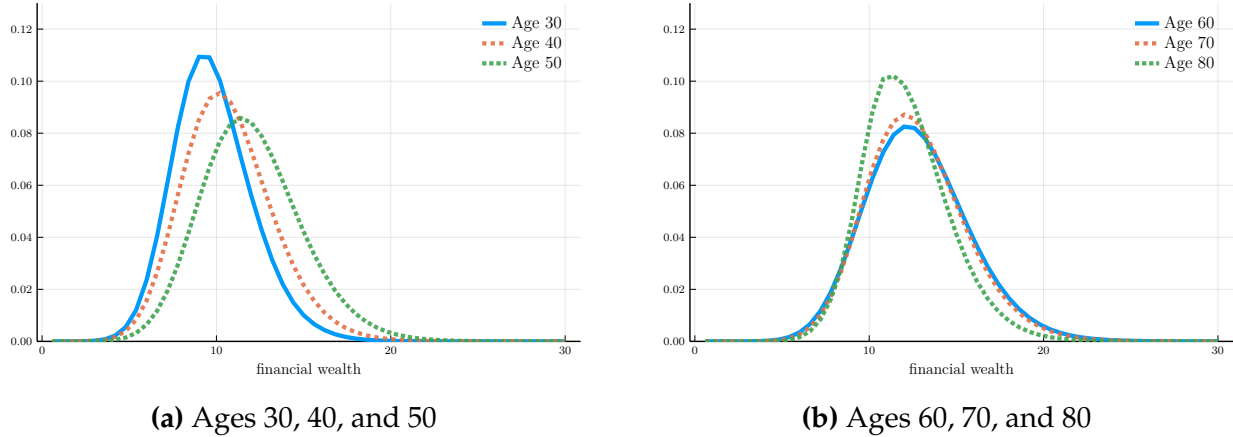 0.12
0.10
0.08
0.06
0.04
0.02
0.00
0
10
20
30
Age 30
Age 40
Age 50
financial wealth
(a) Ages 30, 40, and 50
0.12
0.10
0.08
0.06
0.04
0.02
0.00
0
10
20
30
Age 60
Age 70
Age 80
financial wealth
(b) Ages 60, 70, and 80